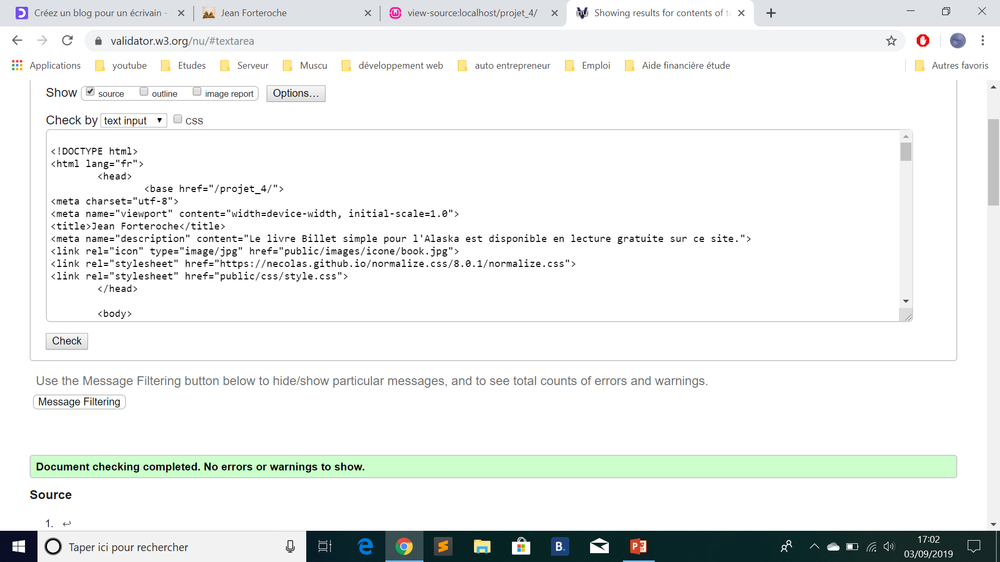 Créez un blog pour un écrivain -
Jean Forteroche
view-source:localhost/projet_4/
Showing results for contents of te
validator.w3.org/nu/#textarea
Applications
youtube
Etudes
Serveur
Muscu
développement web
auto entrepreneur
Emploi
Aide financière étude
Autres favoris
Show source outline image report Options...
Check by text input CSS
<!DOCTYPE html>
<html lang="fr">
<head>
<base href="/projet_4/">
<meta charset="utf-8">
<meta name="viewport" content="width=device-width, initial-scale=1.0">
<title>Jean Forteroche</title>
<meta name="description" content="Le livre Billet simple pour l'Alaska est disponible en lecture gratuite sur ce site.">
<link rel="icon" type="image/jpg" href="public/images/icone/book.jpg">
<link rel="stylesheet" href="https://necolas.github.io/normalize.css/8.0.1/normalize.css">
<link rel="stylesheet" href="public/css/style.css">
</head>
<body>
Check
Use the Message Filtering button below to hide/show particular messages, and to see total counts of errors and warnings.
Message Filtering
Document checking completed. No errors or warnings to show.
Source
1. ↩
Taper ici pour rechercher
B.
17:02
03/09/2019